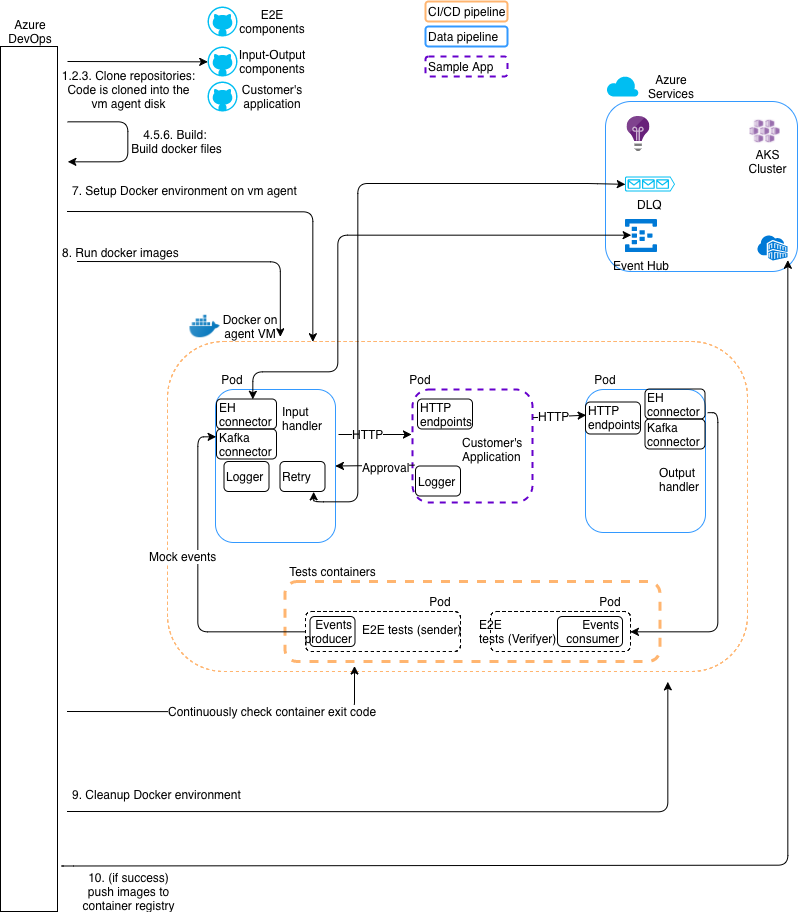 Azure
DevOps
E2E
components
Input-Output
components
Customer's
application
CI/CD pipeline
Data pipeline
Sample App
1.2.3. Clone repositories:
Code is cloned into the
vm agent disk
4.5.6. Build:
Build docker files
7. Setup Docker environment on vm agent
8. Run docker images
Azure
Services
AKS
Cluster
DLQ
Event Hub
Docker on
agent VM
Pod
EH
connector
Kafka
connector
Input
handler
Logger
Retry
HTTP
Approval
Pod
HTTP
endpoints
Customer's
Application
Logger
HTTP
Pod
HTTP
endpoints
EH
connector
Kafka
connector
Output
handler
Mock events
Tests containers
Pod
Events
producer
E2E tests (sender)
Pod
E2E
tests (Verifyer)
Events
consumer
Continuously check container exit code
9. Cleanup Docker environment
10. (if success)
push images to
container registry